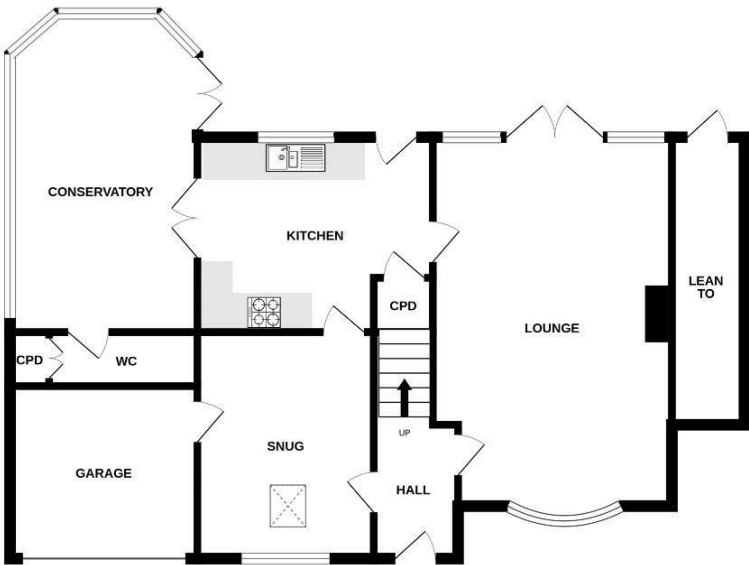 CONSERVATORY
KITCHEN
LEAN
TO
CPD
LOUNGE
CPD
WC
UP
SNUG
GARAGE
HALL